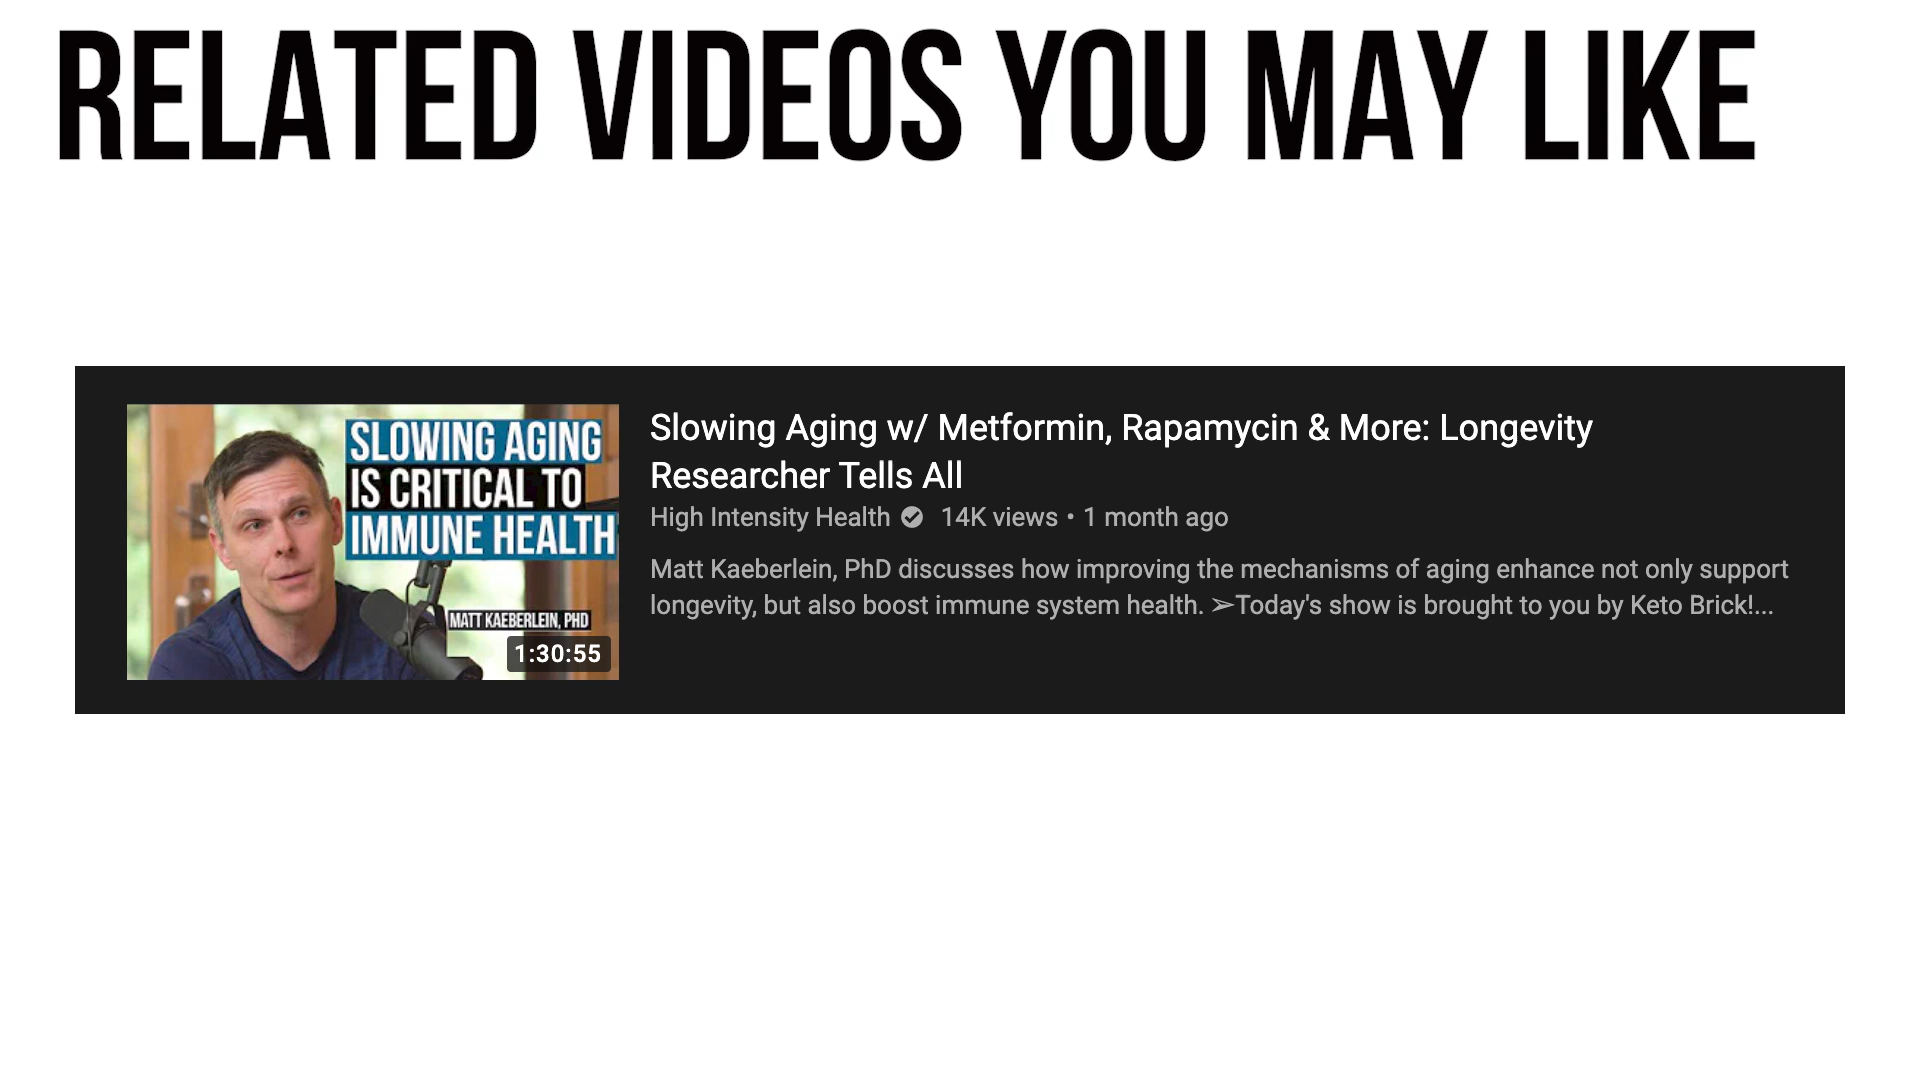 RELATED VIDEOS YOU MAY LIKE
SLOWING AGING
IS CRITICAL TO
IMMUNE HEALTH
MATT KAEBERLEIN, PHD
1:30:55
Slowing Aging w/ Metformin, Rapamycin & More: Longevity
Researcher Tells All
High Intensity Health 14K views • 1 month ago
Matt Kaeberlein, PhD discusses how improving the mechanisms of aging enhance not only support
longevity, but also boost immune system health. ➢Today's show is brought to you by Keto Brick!...